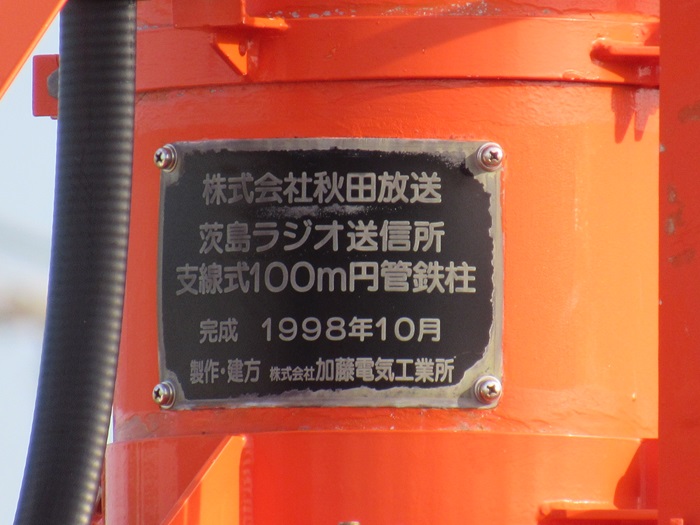 株式会社秋田放送
茨島ラジオ送信所
支線式100m円管鉄柱
完成 1998年10月
製作・建方 株式会社加藤電気工業所